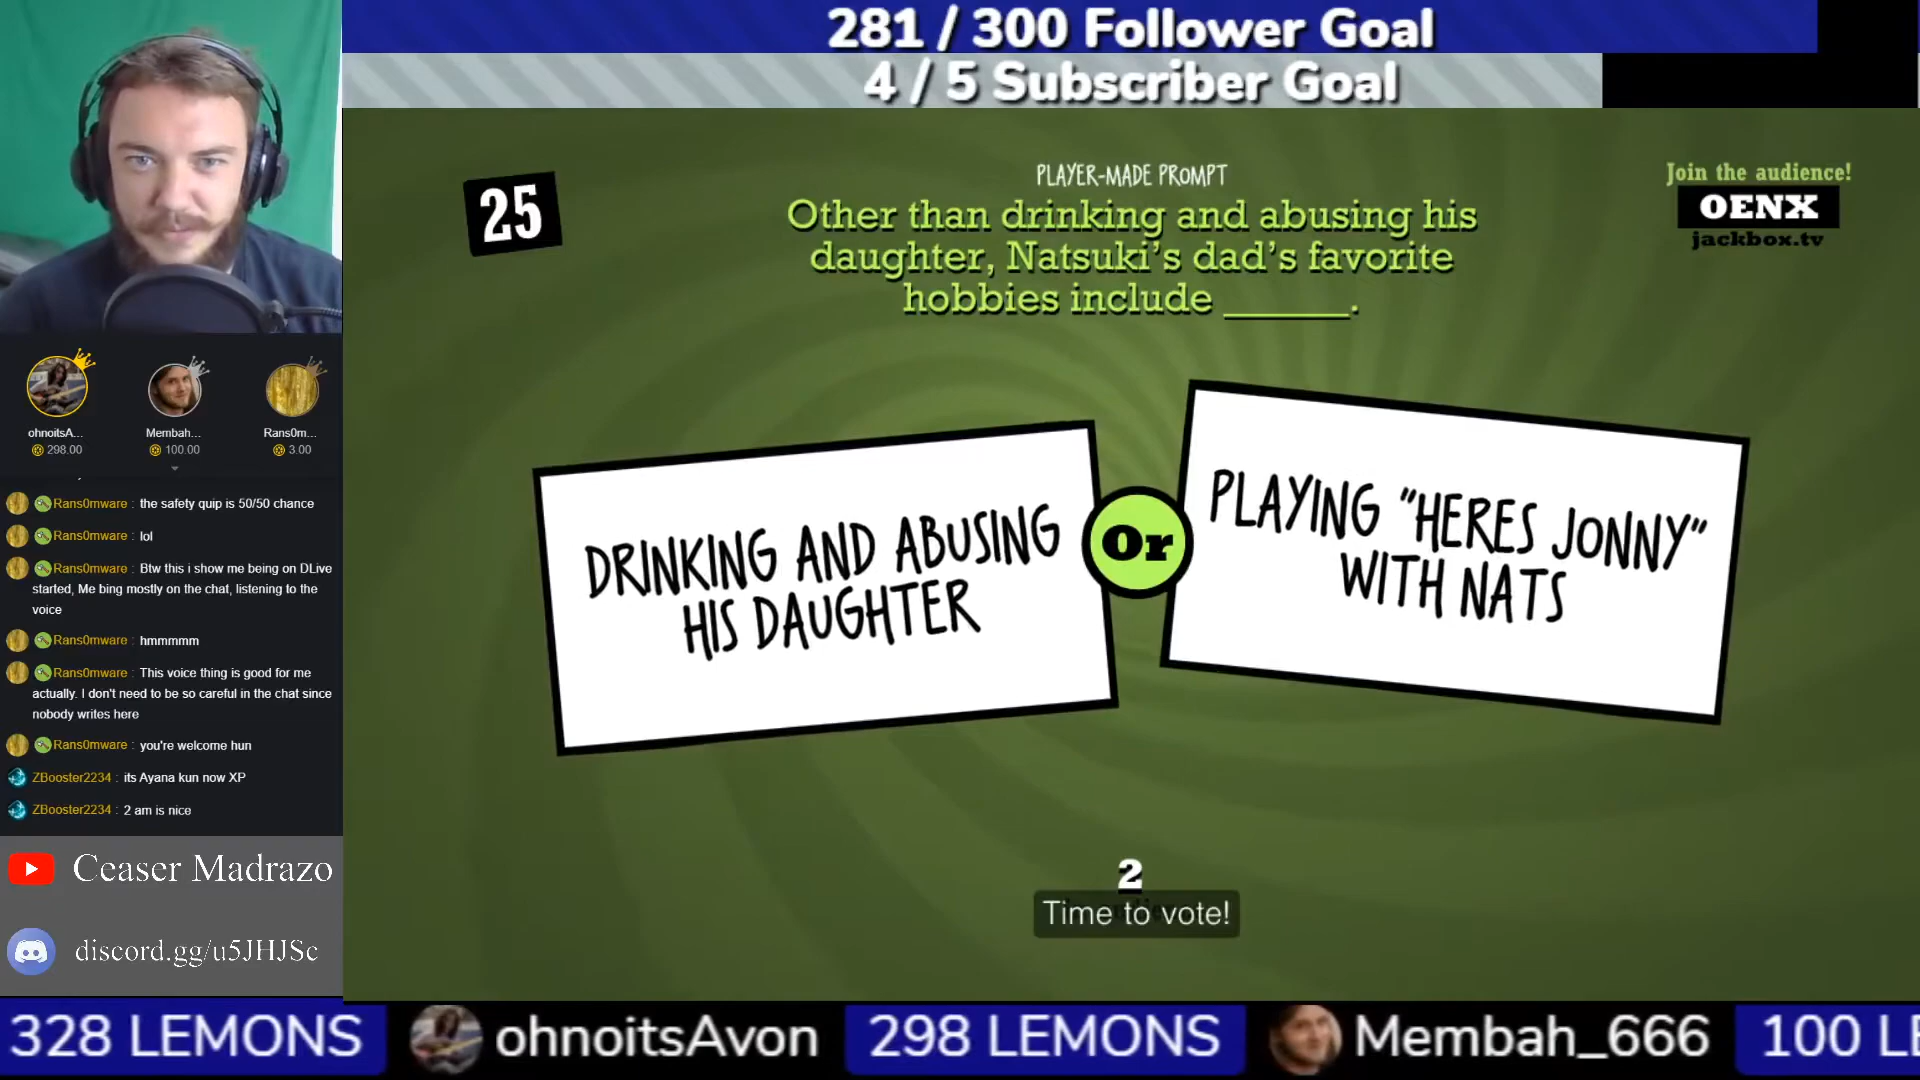 281 / 300 Follower Goal
4 / 5 Subscriber Goal
25
PLAYER-MADE PROMPT
Other than drinking and abusing his
daughter, Natsuki's dad's favorite
hobbies include ______.
Join the audience!
OENX
jackbox.tv
DRINKING AND ABUSING
HIS DAUGHTER
Or
PLAYING "HERES JONNY"
WITH NATS
2
Time to vote!
ohnoitsA...
298.00
Membah...
100.00
Rans0m...
3.00
Rans0mware : the safety quip is 50/50 chance
Rans0mware : lol
Rans0mware : Btw this i show me being on DLive
started, Me bing mostly on the chat, listening to the
voice
Rans0mware : hmmmmm
Rans0mware : This voice thing is good for me
actually. I don't need to be so careful in the chat since
nobody writes here
Rans0mware : you're welcome hun
ZBooster2234 : its Ayana kun now XP
ZBooster2234 : 2 am is nice
Ceaser Madrazo
discord.gg/u5JHJSc
328 LEMONS
ohnoitsAvon
298 LEMONS
Membah_666
100 LE